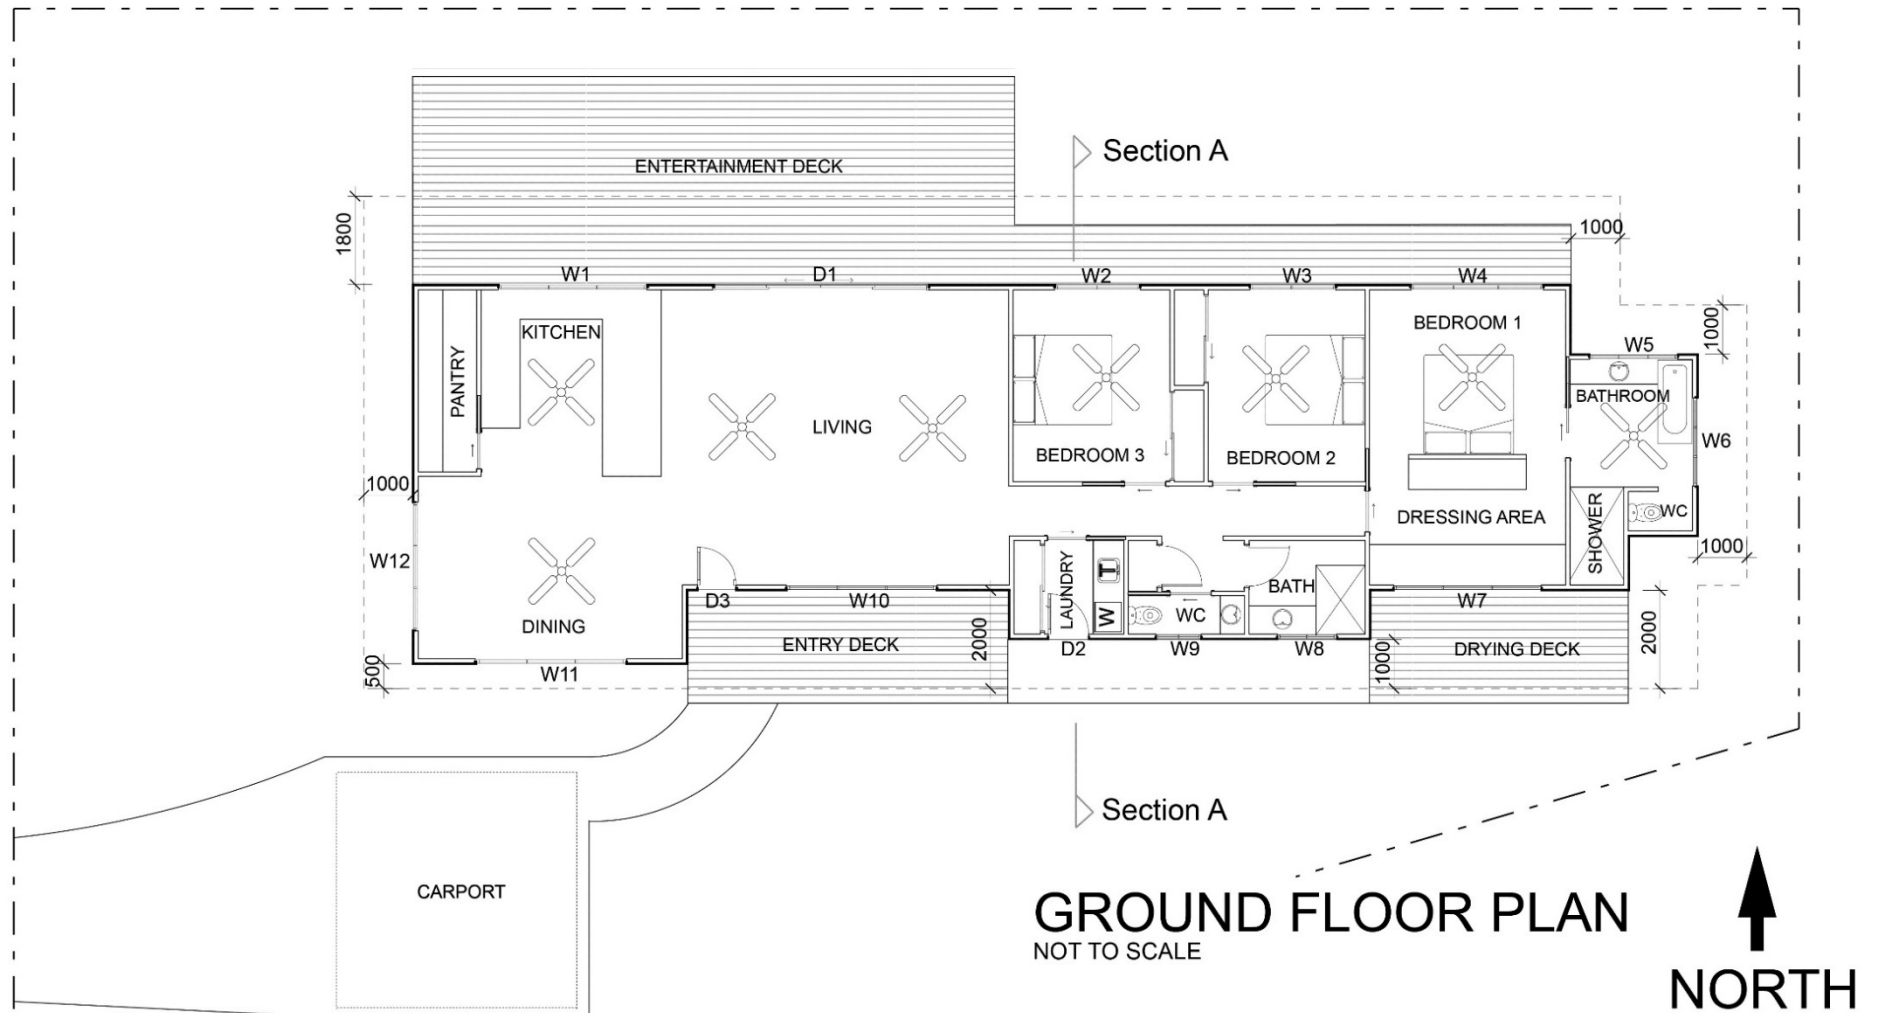 ENTERTAINMENT DECK
Section A
1800
1000
W1
D1
W2
W3
W4
KITCHEN
BEDROOM 1
1000
W5
PANTRY
BATHROOM
LIVING
W6
BEDROOM 3
BEDROOM 2
1000
DRESSING AREA
SHOWER
WC
W12
1000
LAUNDRY
T
BATH
D3
W10
W
WC
W7
DINING
ENTRY DECK
2000
D2
W9
W8
1000
DRYING DECK
2000
500
W11
Section A
CARPORT
GROUND FLOOR PLAN
NOT TO SCALE
NORTH